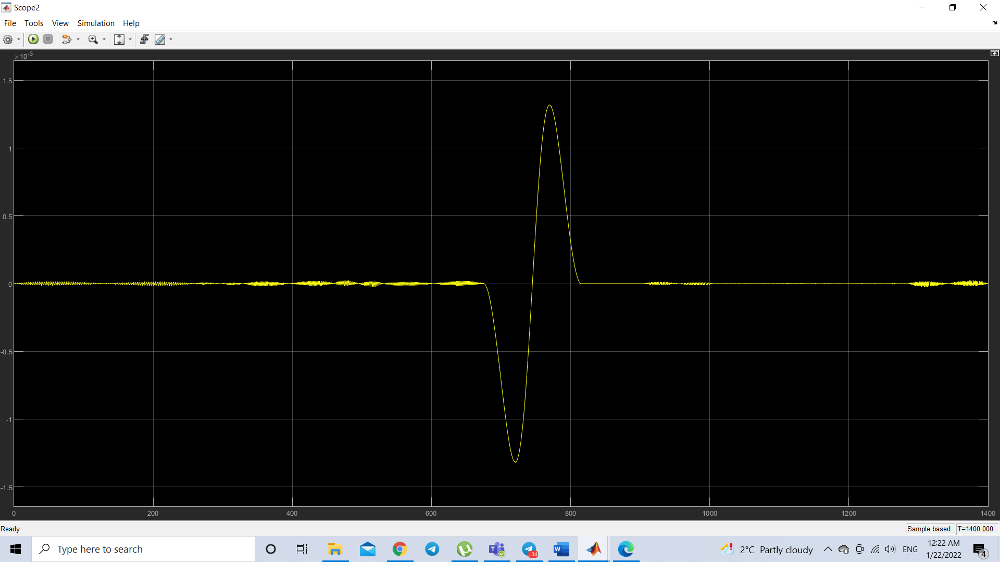 Scope2
File Tools View Simulation Help
×10-3
1.5
1
0.5
0
-0.5
-1
-1.5
0 200 400 600 800 1000 1200 1400
Ready Sample based T=1400.000
Type here to search
T
..34
W
2°C Partly cloudy
ENG
12:22 AM
1/22/2022
4